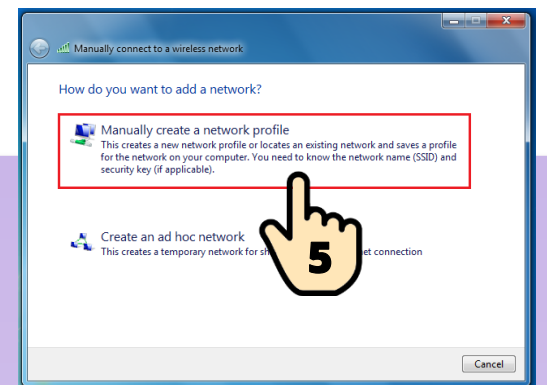 Manually connect to a wireless network
How do you want to add a network?
Manually create a network profile
This creates a new network profile or locates an existing network and saves a profile
for the network on your computer. You need to know the network name (SSID) and
security key (if applicable).
Create an ad hoc network
This creates a temporary network for connection
5
Cancel